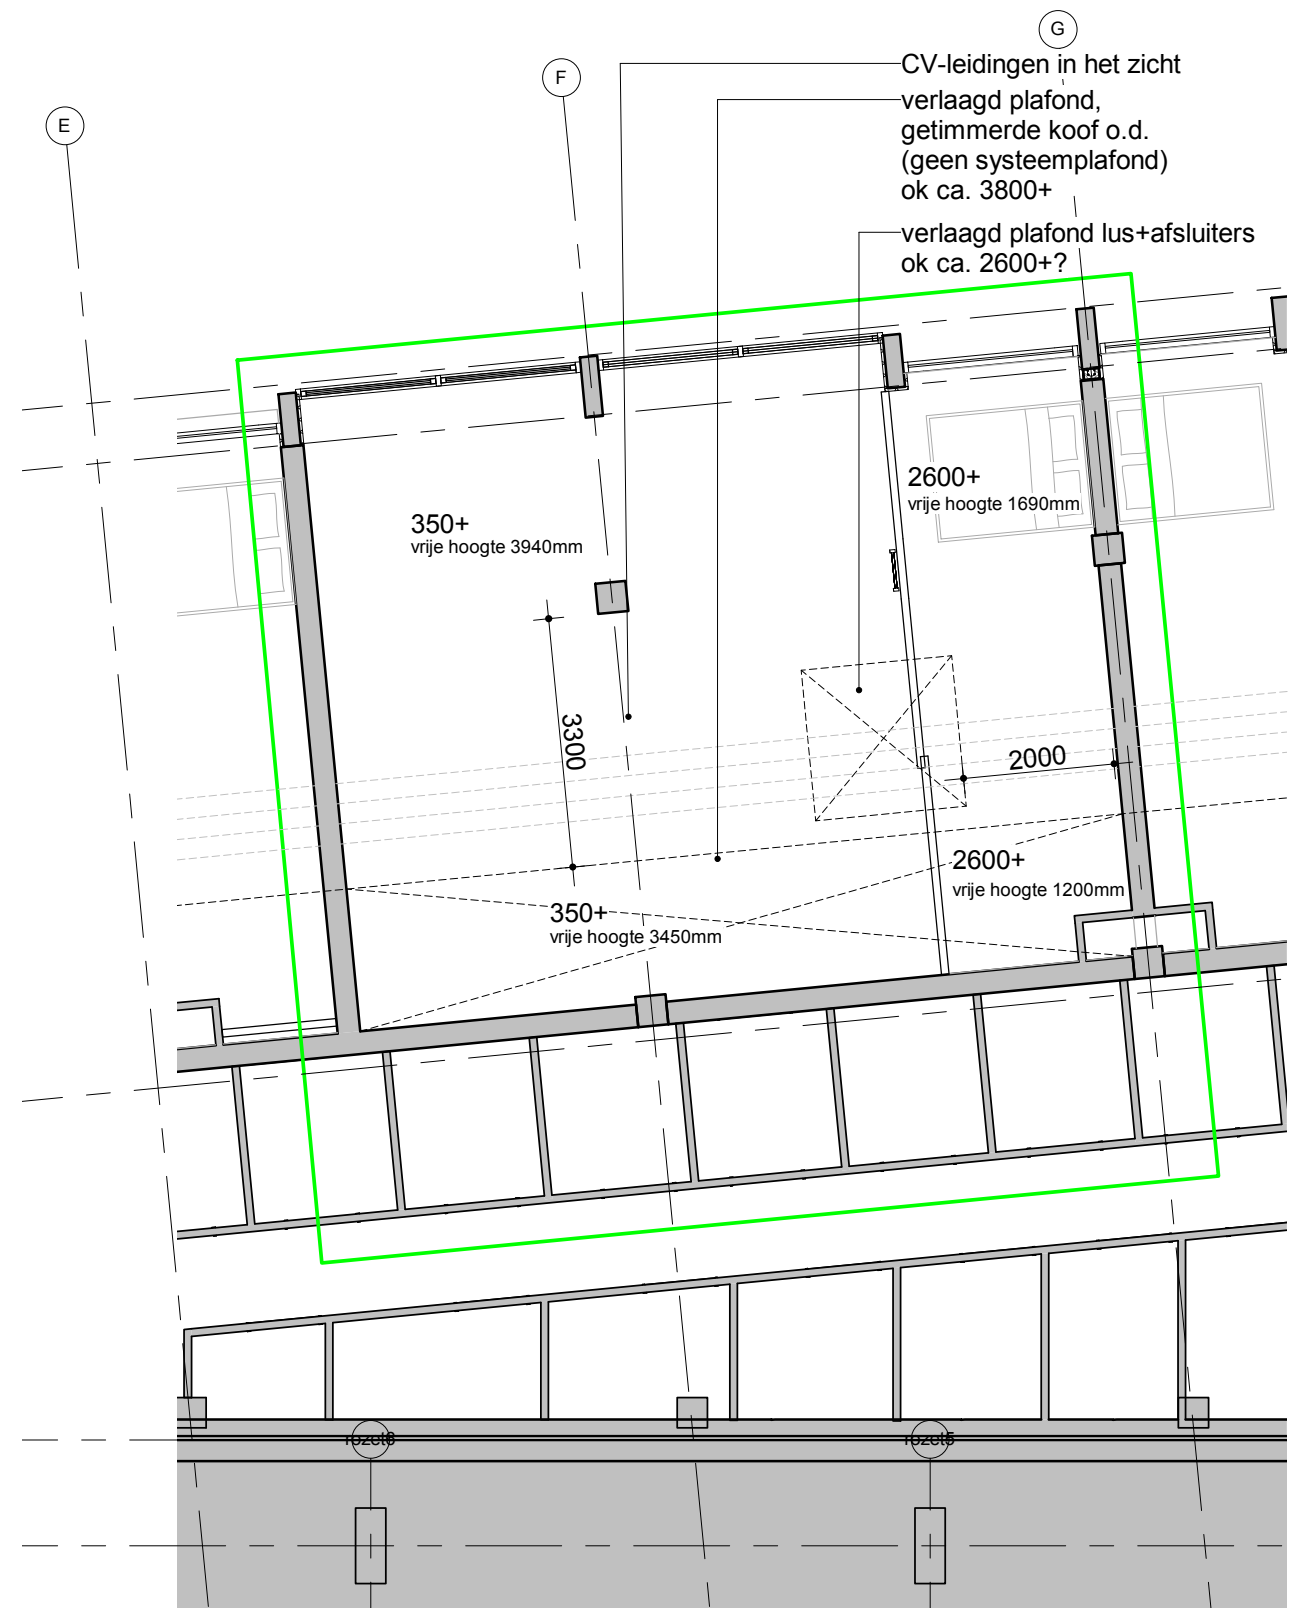 G
F
E
CV-leidingen in het zicht
verlaagd plafond,
getimmerde koof o.d.
(geen systeemplafond)
ok ca. 3800+
verlaagd plafond lus+afsluiters
ok ca. 2600+?
2600+
vrije hoogte 1690mm
350+
vrije hoogte 3940mm
3300
2000
2600+
vrije hoogte 1200mm
350+
vrije hoogte 3450mm
rozet6
rozet5